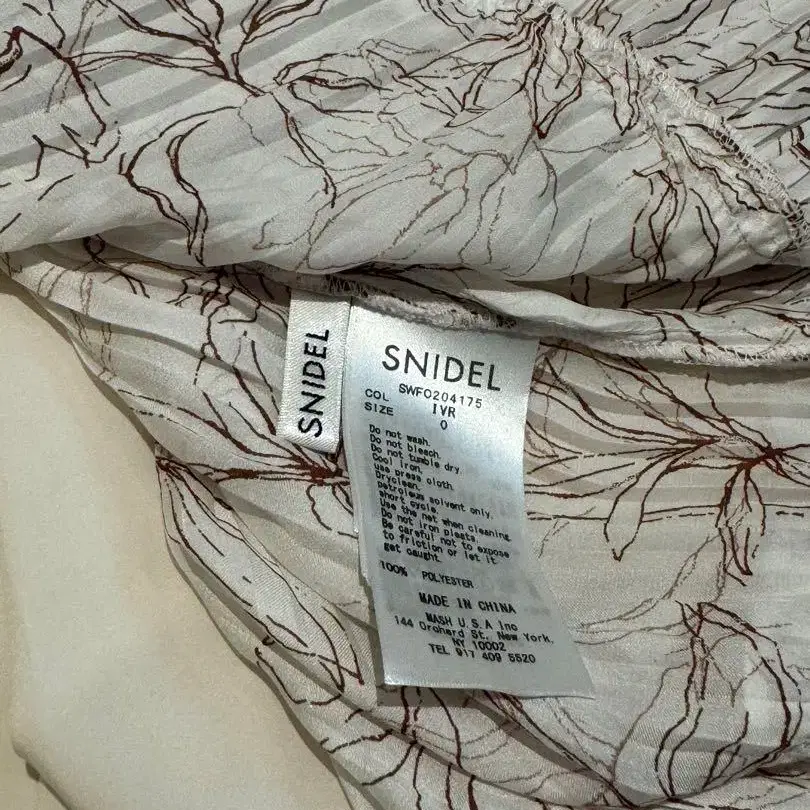 SNIDEL
SNIDEL
SWFO204175
COL IVR
SIZE 0
Do not wash.
Do not bleach.
Do not tumble dry.
Cool iron.
use press cloth.
Dryclean.
petroleum solvent only.
short cycle.
Use the net when cleaning
Do not iron pleats.
Be careful not to expose
to friction or let it
get caught.
100% POLYESTER
MADE IN CHINA
MASH U.S.A Inc
144 Orchard St. New York,
NY 10002
TEL 917 409 5520